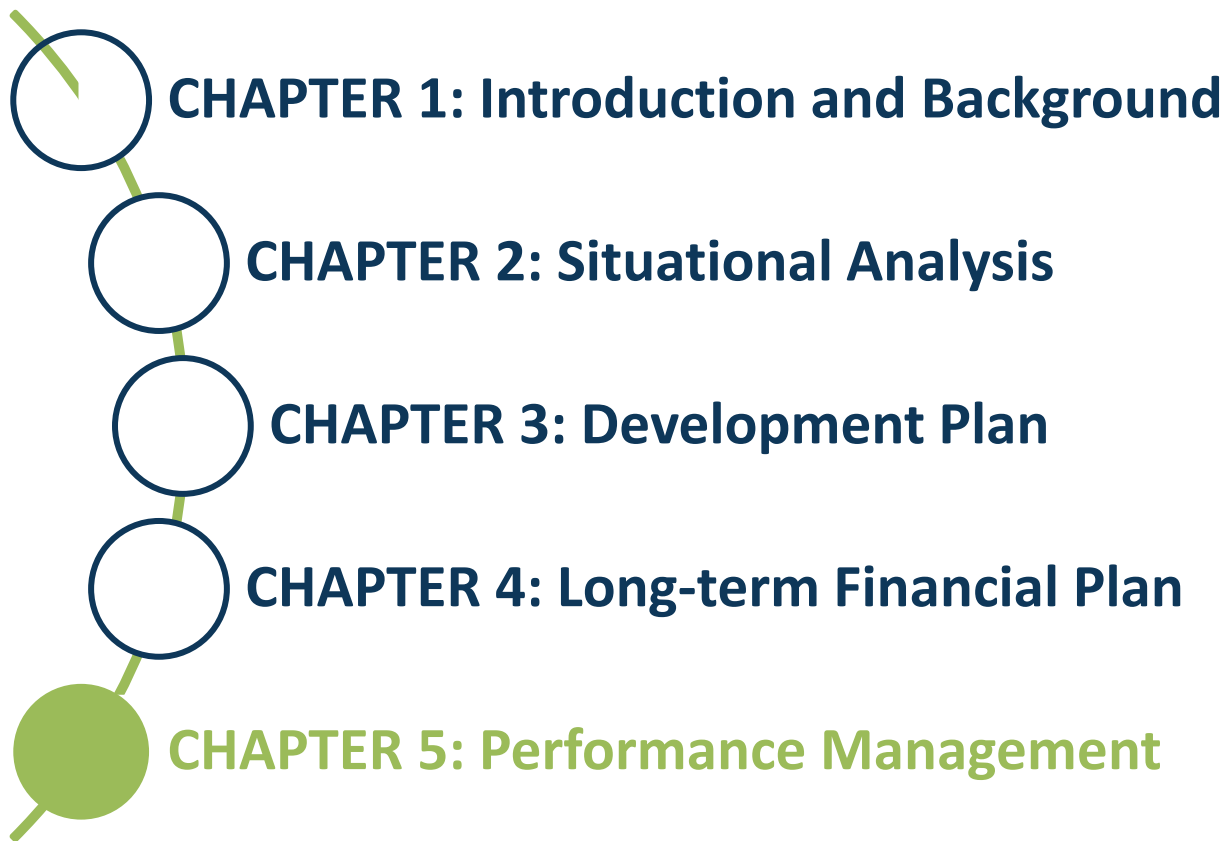 CHAPTER 1: Introduction and Background
CHAPTER 2: Situational Analysis
CHAPTER 3: Development Plan
CHAPTER 4: Long-term Financial Plan
CHAPTER 5: Performance Management